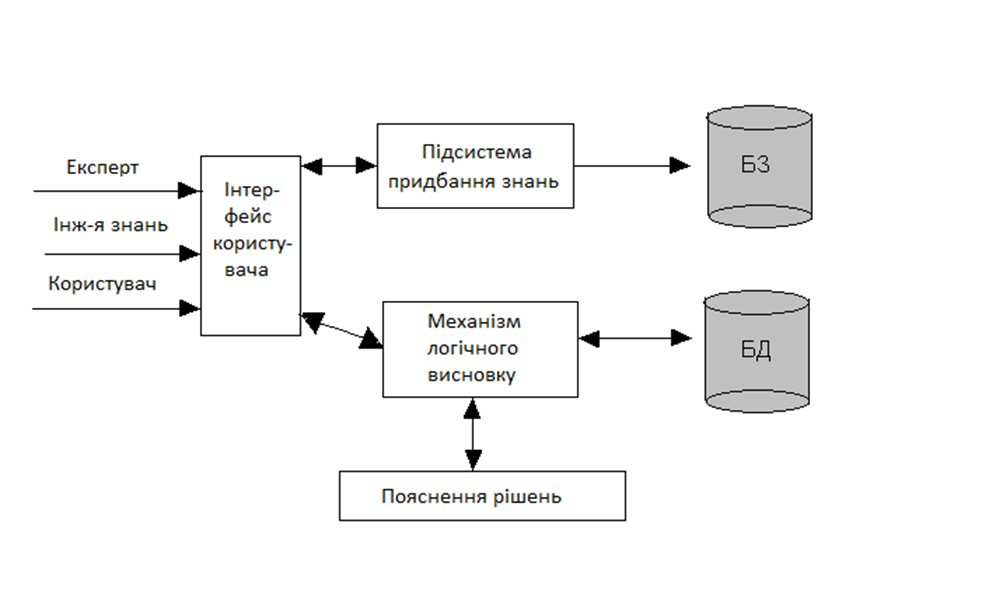 Експерт
Інж-я знань
Користувач
Інтер-
фейс
користу-
вача
Підсистема
придбання знань
БЗ
Механізм
логічного
висновку
БД
Пояснення рішень